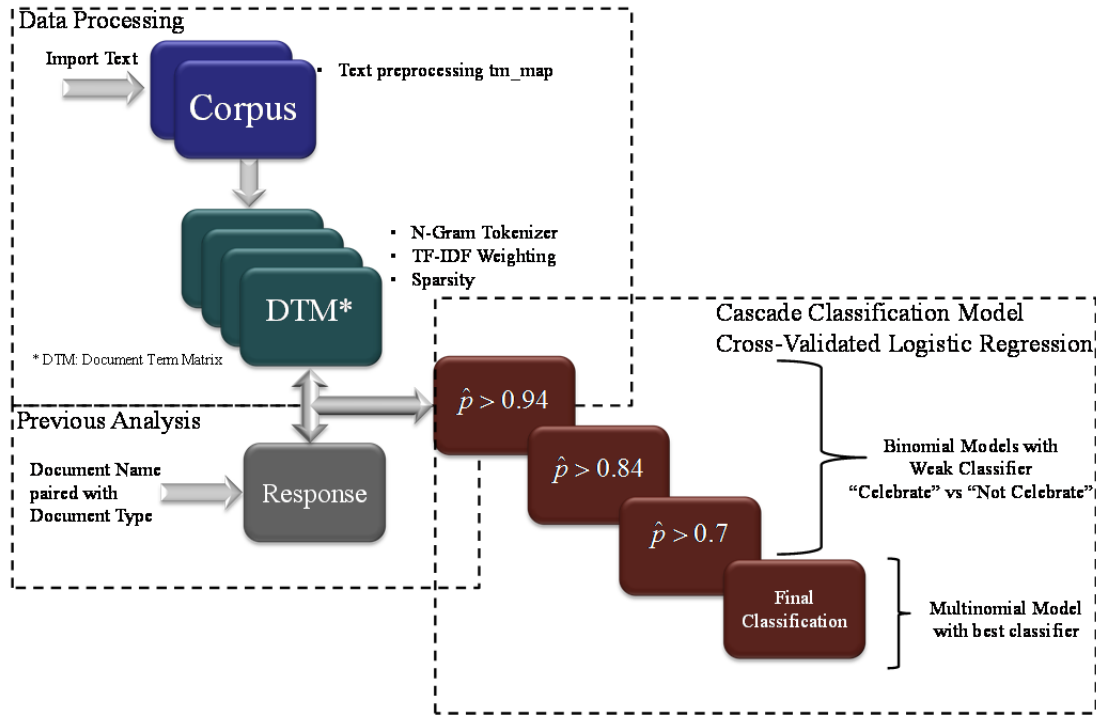 Data Processing
Import Text
▪ Text preprocessing tm_map
Corpus
▪ N-Gram Tokenizer
▪ TF-IDF Weighting
▪ Sparsity
DTM*
* DTM: Document Term Matrix
Cascade Classification Model
Cross-Validated Logistic Regression
p̂ > 0.94
Previous Analysis
Document Name
paired with
Document Type
Response
p̂ > 0.84
p̂ > 0.7
Binomial Models with
Weak Classifier
“Celebrate” vs “Not Celebrate”
Final
Classification
Multinomial Model
with best classifier